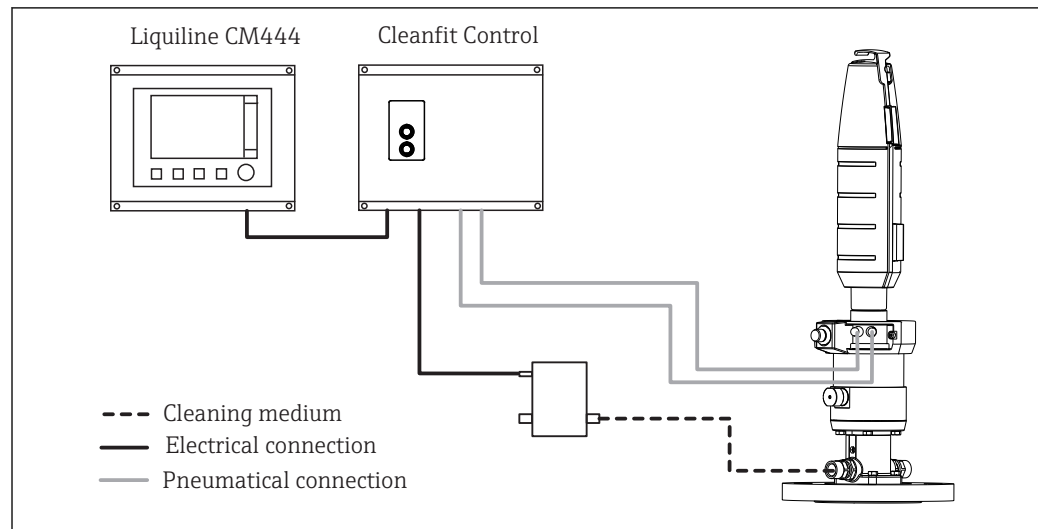 Liquiline CM444
Cleanfit Control
Cleaning medium
Electrical connection
Pneumatical connection